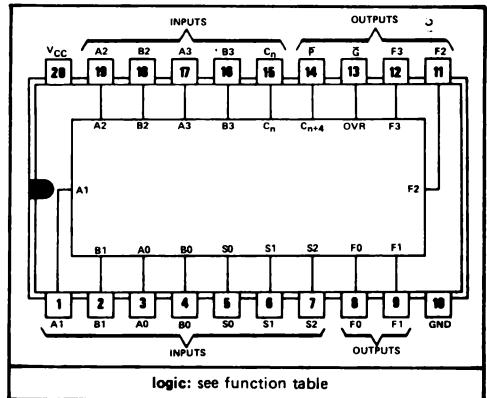 INPUTS OUTPUTS
VCC A2 B2 A3 B3 Cn P̅ G̅ F3 F2
20 19 18 17 16 15 14 13 12 11
A2 B2 A3 B3 Cn Cn+4 OVR F3
A1 F2
B1 A0 B0 S0 S1 S2 F0 F1
1 2 3 4 5 6 7 8 9 10
A1 B1 A0 B0 S0 S1 S2 F0 F1 GND
INPUTS OUTPUTS
logic: see function table